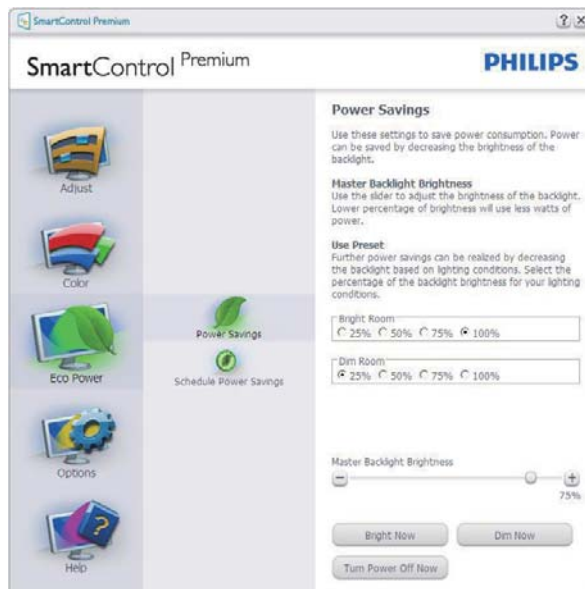 SmartControl Premium
? X
SmartControl Premium
PHILIPS
Adjust
Color
Eco Power
Options
Help
Power Savings
Schedule Power Savings
Power Savings
Use these settings to save power consumption. Power
can be saved by decreasing the brightness of the
backlight.
Master Backlight Brightness
Use the slider to adjust the brightness of the backlight.
Lower percentage of brightness will use less watts of
power.
Use Preset
Further power savings can be realized by decreasing
the backlight based on lighting conditions. Select the
percentage of the backlight brightness for your lighting
conditions.
Bright Room
25% 50% 75% 100%
Dim Room
25% 50% 75% 100%
Master Backlight Brightness
75%
Bright Now
Dim Now
Turn Power Off Now